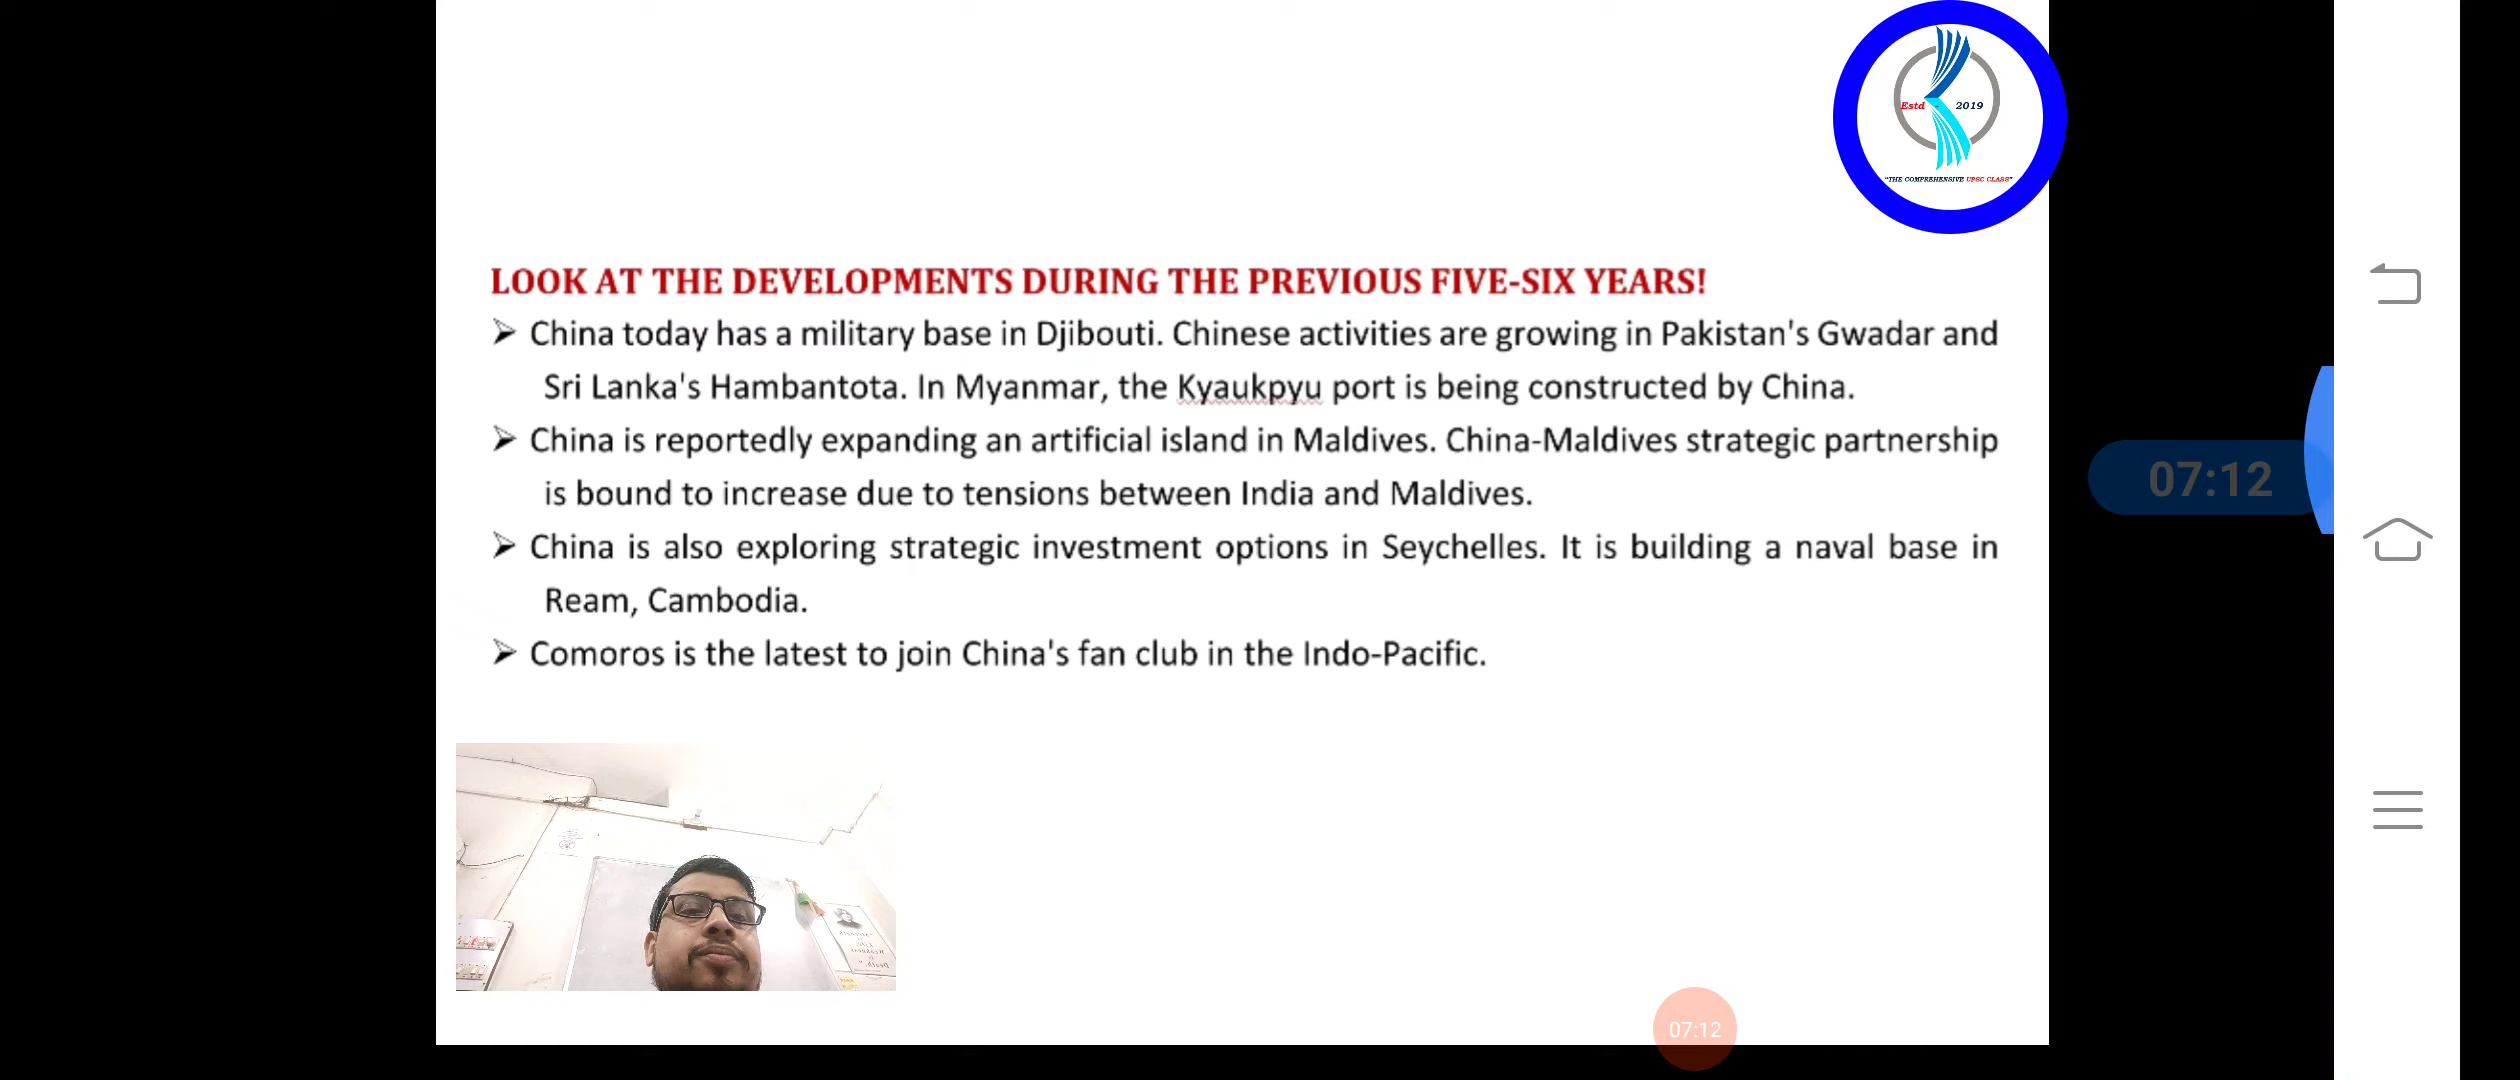 Estd - 2019
"THE COMPREHENSIVE UPSC CLASS"
LOOK AT THE DEVELOPMENTS DURING THE PREVIOUS FIVE-SIX YEARS!
➢ China today has a military base in Djibouti. Chinese activities are growing in Pakistan's Gwadar and
Sri Lanka's Hambantota. In Myanmar, the Kyaukpyu port is being constructed by China.
➢ China is reportedly expanding an artificial island in Maldives. China-Maldives strategic partnership
is bound to increase due to tensions between India and Maldives.
➢ China is also exploring strategic investment options in Seychelles. It is building a naval base in
Ream, Cambodia.
➢ Comoros is the latest to join China's fan club in the Indo-Pacific.
07:12
07:12